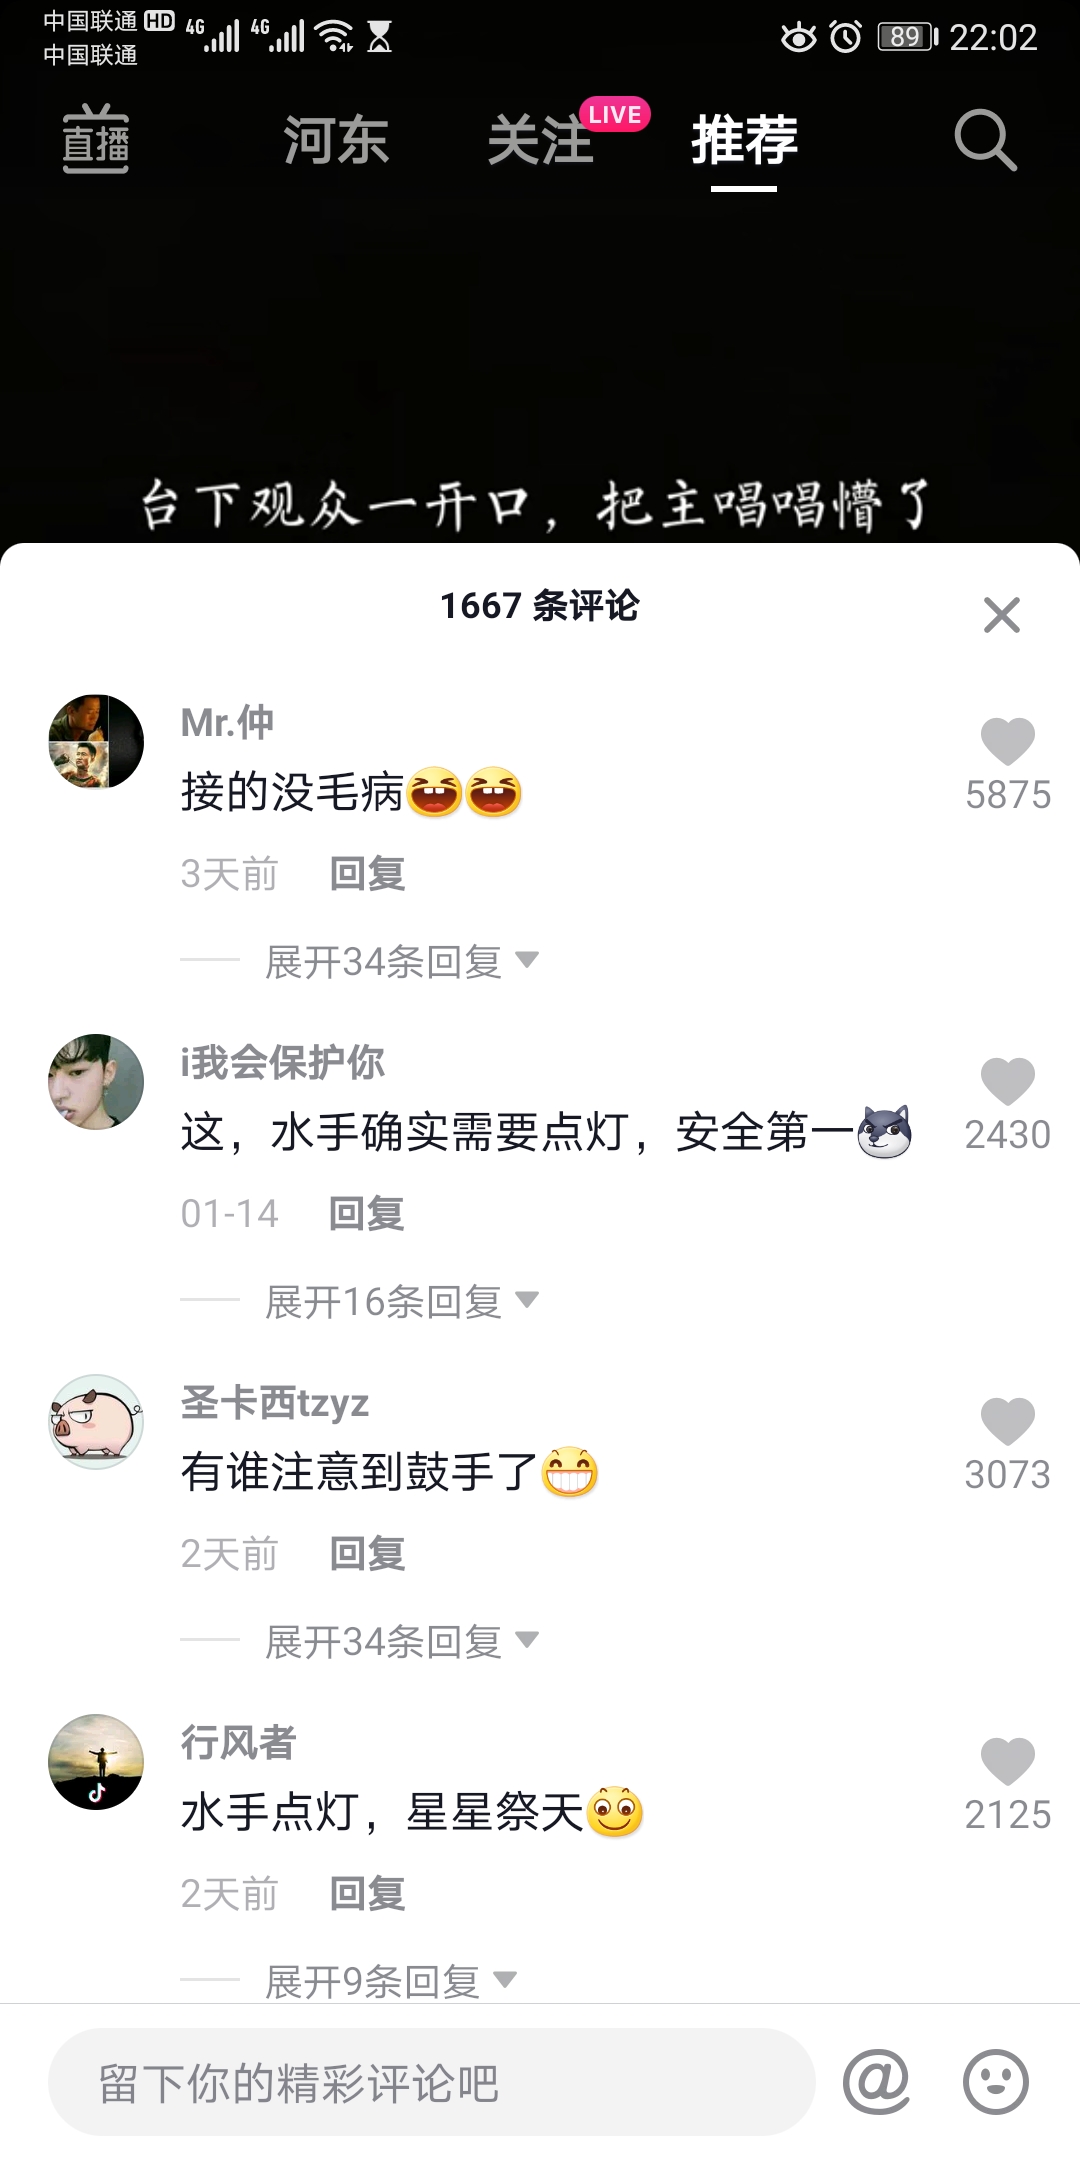 中国联通 HD 4G 4G 89 22:02
中国联通
直播 河东 关注 LIVE 推荐
台下观众一开口，把主唱唱懵了
1667 条评论
Mr.仲
接的没毛病
5875
3天前 回复
展开34条回复
i我会保护你
这，水手确实需要点灯，安全第一
2430
01-14 回复
展开16条回复
圣卡西tzyz
有谁注意到鼓手了
3073
2天前 回复
展开34条回复
行风者
水手点灯，星星祭天
2125
2天前 回复
展开9条回复
留下你的精彩评论吧 @